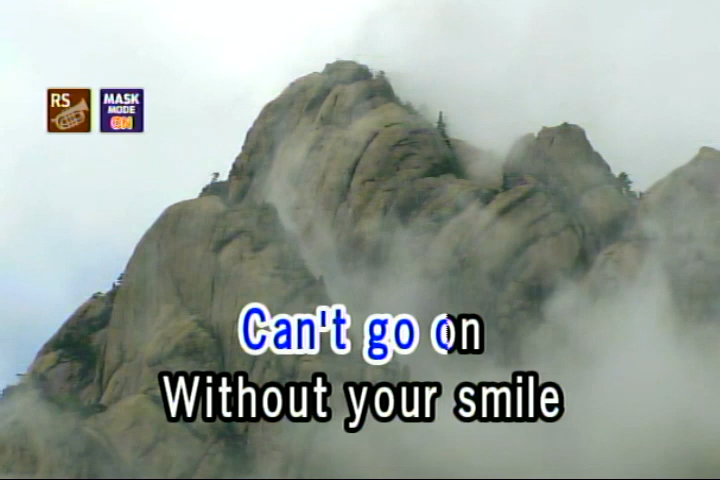 RS
MASK
MODE
ON
Can't go on
Without your smile